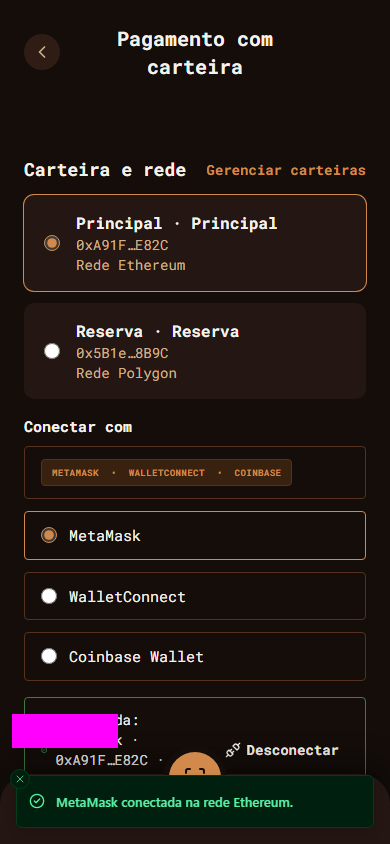 Pagamento com
carteira
Carteira e rede
Gerenciar carteiras
Principal · Principal
0xA91F…E82C
Rede Ethereum
Reserva · Reserva
0x5B1e…8B9C
Rede Polygon
Conectar com
METAMASK · WALLETCONNECT · COINBASE
MetaMask
WalletConnect
Coinbase Wallet
0xA91F…E82C ·
Desconectar
MetaMask conectada na rede Ethereum.